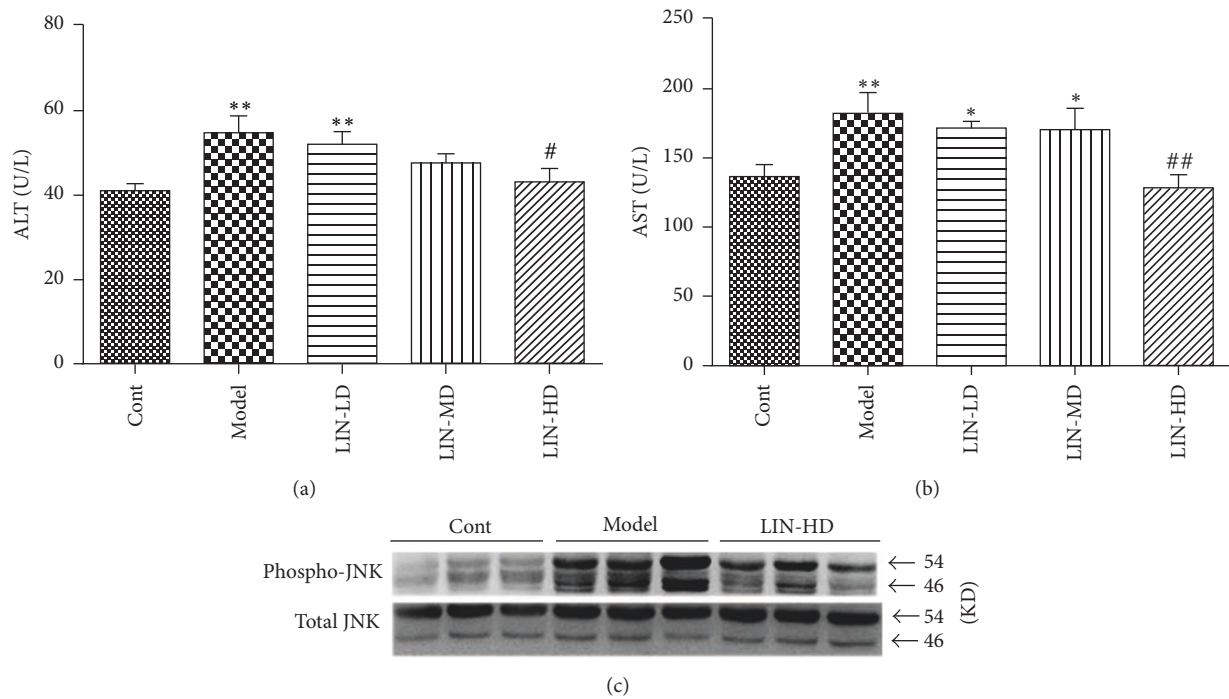 80
60
40
20
0
ALT (U/L)
**
**
#
Cont
Model
LIN-LD
LIN-MD
LIN-HD
(a)
250
200
150
100
50
0
AST (U/L)
**
*
*
##
Cont
Model
LIN-LD
LIN-MD
LIN-HD
(b)
Cont Model LIN-HD
Phospho-JNK ← 54
← 46
Total JNK ← 54
← 46
(KD)
(c)